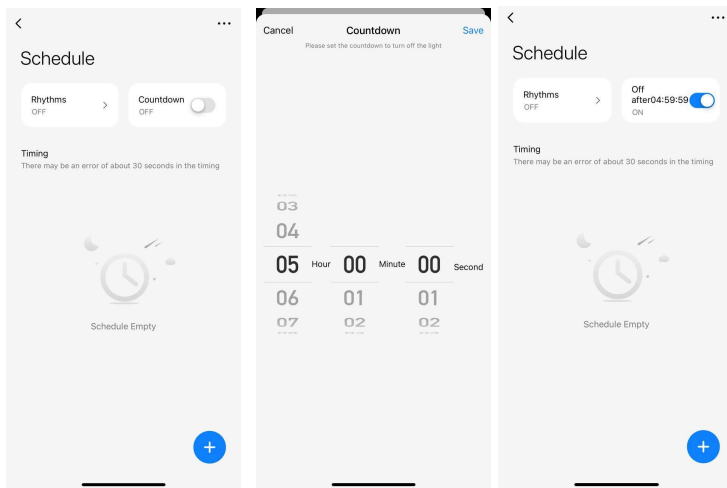 Schedule
Rhythms
OFF
Countdown
OFF
Timing
There may be an error of about 30 seconds in the timing
Schedule Empty
Cancel
Countdown
Save
Please set the countdown to turn off the light
03
04
05 Hour 00 Minute 00 Second
06 01 01
07 02 02
Schedule
Rhythms
OFF
Off
after04:59:59
ON
Timing
There may be an error of about 30 seconds in the timing
Schedule Empty